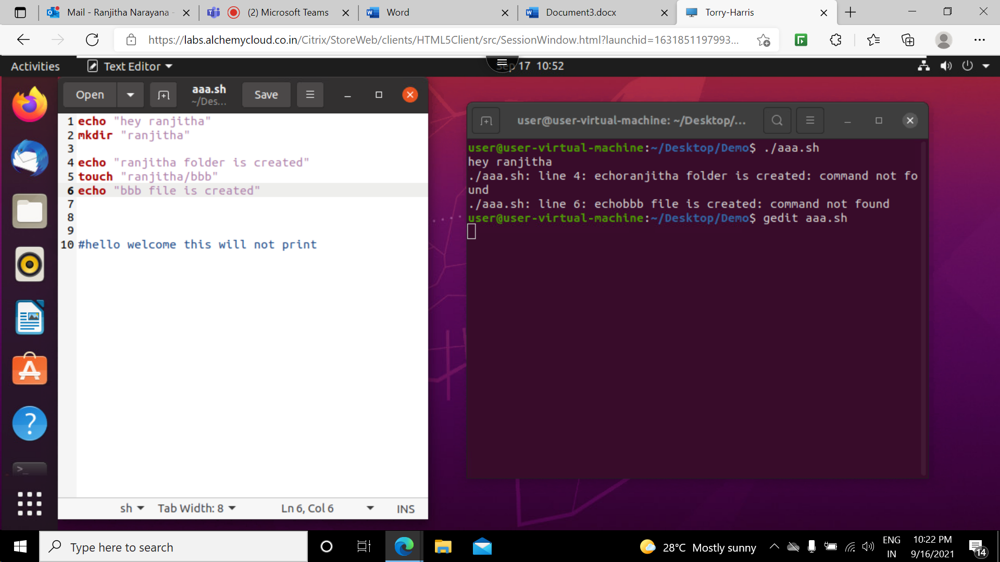 Mail - Ranjitha Narayana -
(2) Microsoft Teams
Word
Document3.docx
Torry-Harris
https://labs.alchemycloud.co.in/Citrix/StoreWeb/clients/HTML5Client/src/SessionWindow.html?launchid=1631851197993...
Activities
Text Editor
Sep 17 10:52
Open
aaa.sh
~/Des...
Save
1 echo "hey ranjitha"
2 mkdir "ranjitha"
3
4 echo "ranjitha folder is created"
5 touch "ranjitha/bbb"
6 echo "bbb file is created"
7
8
9
10 #hello welcome this will not print
sh
Tab Width: 8
Ln 6, Col 6
INS
user@user-virtual-machine: ~/Desktop/...
user@user-virtual-machine:~/Desktop/Demo$ ./aaa.sh
hey ranjitha
./aaa.sh: line 4: echoranjitha folder is created: command not fo
und
./aaa.sh: line 6: echobbb file is created: command not found
user@user-virtual-machine:~/Desktop/Demo$ gedit aaa.sh
Type here to search
28°C Mostly sunny
ENG
IN
10:22 PM
9/16/2021
14